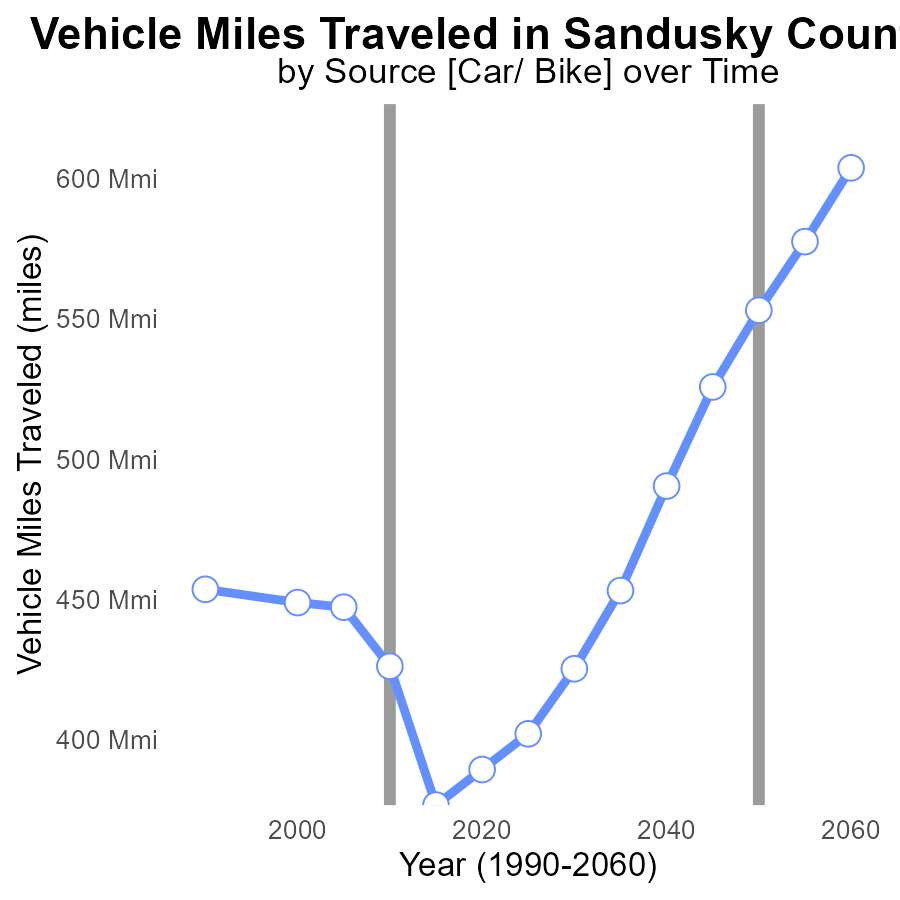 Vehicle Miles Traveled in Sandusky Coun
by Source [Car/ Bike] over Time
600 Mmi
550 Mmi
500 Mmi
450 Mmi
400 Mmi
Vehicle Miles Traveled (miles)
2000 2020 2040 2060
Year (1990-2060)